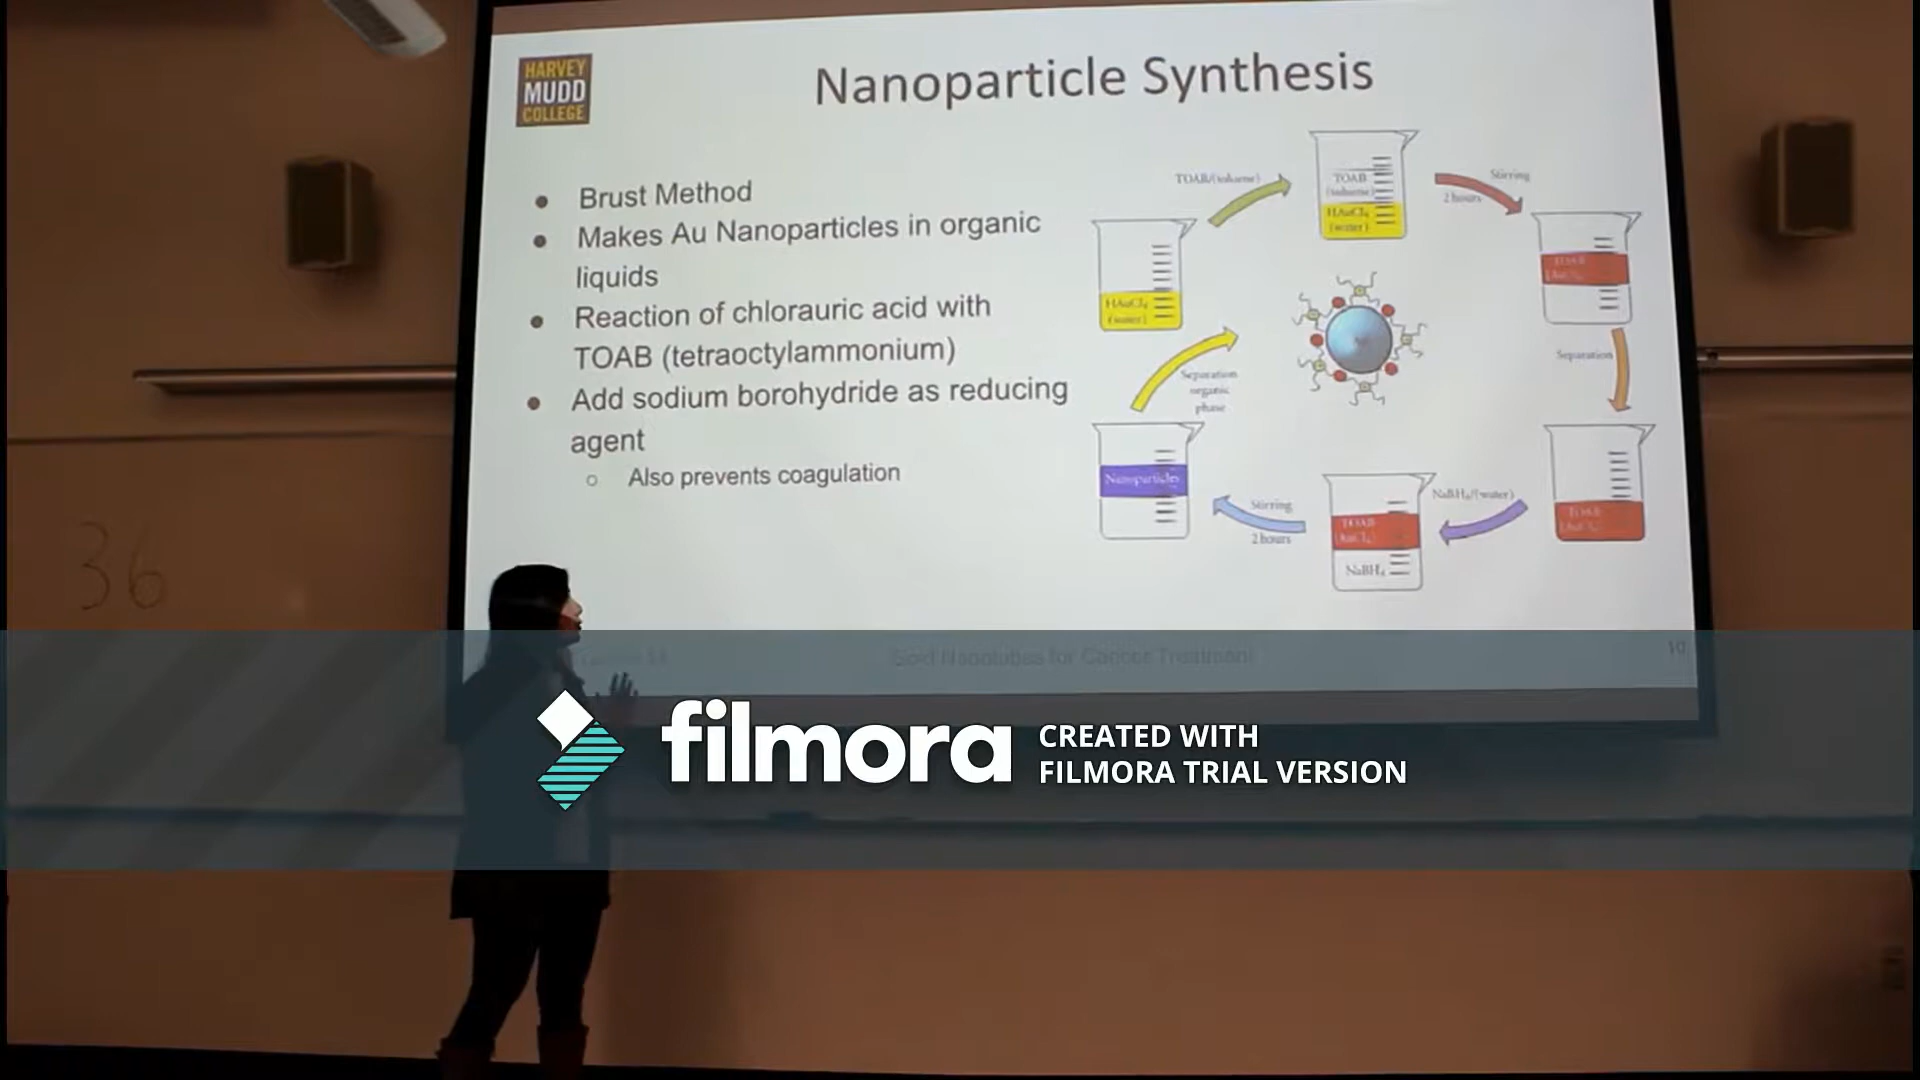 HARVEY
MUDD
COLLEGE
Nanoparticle Synthesis
Brust Method
Makes Au Nanoparticles in organic
liquids
Reaction of chlorauric acid with
TOAB (tetraoctylammonium)
Add sodium borohydride as reducing
agent
Also prevents coagulation
TOAB/(toluene)
TOAB
(toluene)
HAuCl₄
(water)
Stirring
2 hours
HAuCl₄
(water)
TOAB
Separation
Separation
organic
phase
Nanoparticles
Stirring
2 hours
TOAB
NaBH₄
NaBH₄/(water)
TOAB
36
Gold Nanotubes for Cancer Treatment
10
filmora
CREATED WITH
FILMORA TRIAL VERSION